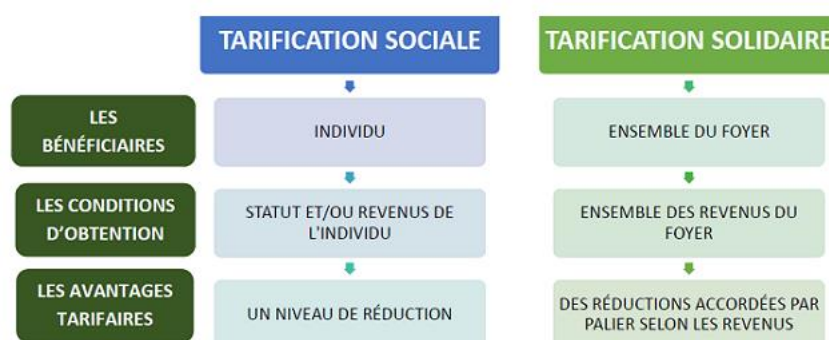 TARIFICATION SOCIALE
TARIFICATION SOLIDAIRE
LES
BÉNÉFICIAIRES
INDIVIDU
ENSEMBLE DU FOYER
LES CONDITIONS
D'OBTENTION
STATUT ET/OU REVENUS DE
L'INDIVIDU
ENSEMBLE DES REVENUS DU
FOYER
LES AVANTAGES
TARIFAIRES
UN NIVEAU DE RÉDUCTION
DES RÉDUCTIONS ACCORDÉES PAR
PALIER SELON LES REVENUS